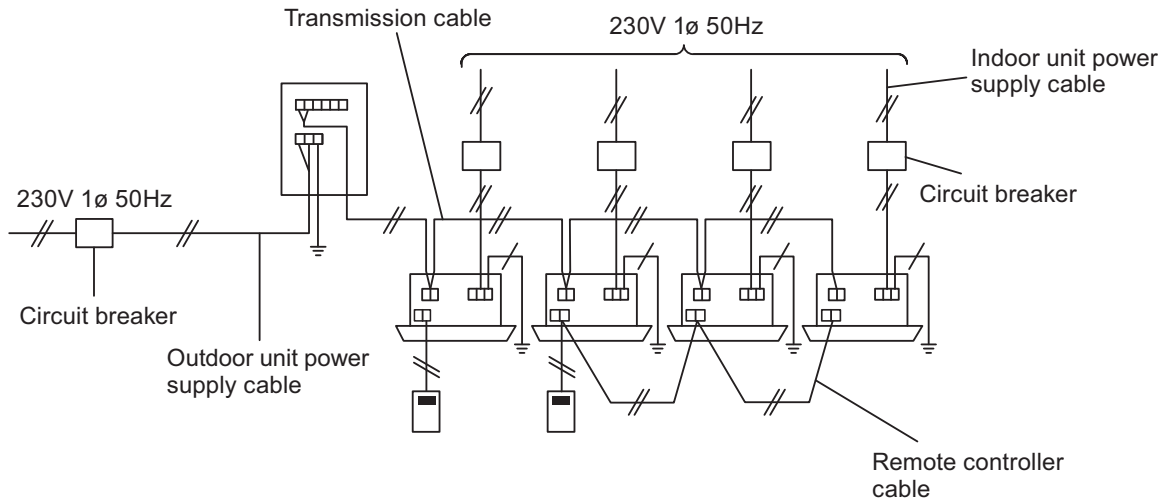 Transmission cable
230V 1ø 50Hz
Indoor unit power
supply cable
230V 1ø 50Hz
Circuit breaker
Circuit breaker
Outdoor unit power
supply cable
Remote controller
cable